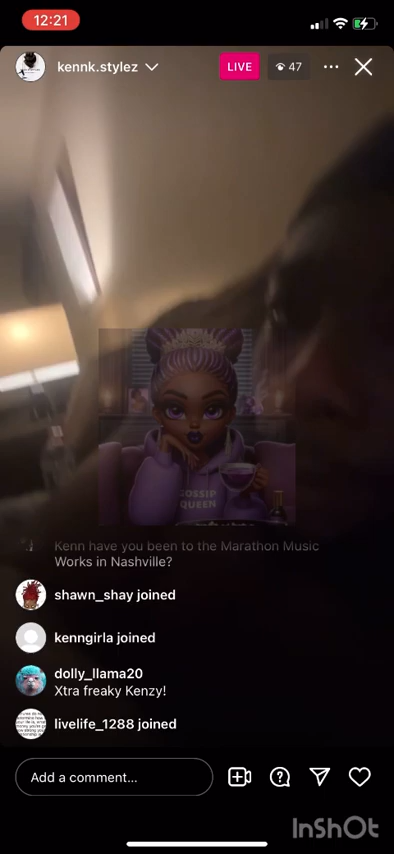 12:21
kennk.stylez
LIVE
47
GOSSIP
QUEEN
Kenn have you been to the Marathon Music
Works in Nashville?
shawn_shay joined
kenngirla joined
dolly_llama20
Xtra freaky Kenzy!
livelife_1288 joined
Add a comment...
InShOt